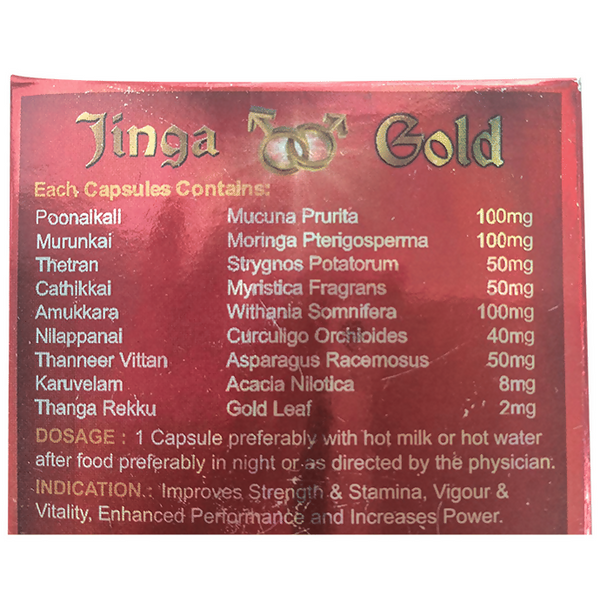 Jinga Gold
Each Capsules Contains:
Poonaikali Mucuna Prurita 100mg
Murunkai Moringa Pterigosperma 100mg
Thetran Strygnos Potatorum 50mg
Cathikkai Myristica Fragrans 50mg
Amukkara Withania Somnifera 100mg
Nilappanai Curculigo Orchioides 40mg
Thanneer Vittan Asparagus Racemosus 50mg
Karuvelam Acacia Nilotica 8mg
Thanga Rekku Gold Leaf 2mg
DOSAGE : 1 Capsule preferably with hot milk or hot water
after food preferably in night or as directed by the physician.
INDICATION : Improves Strength & Stamina, Vigour &
Vitality, Enhanced Performance and Increases Power.